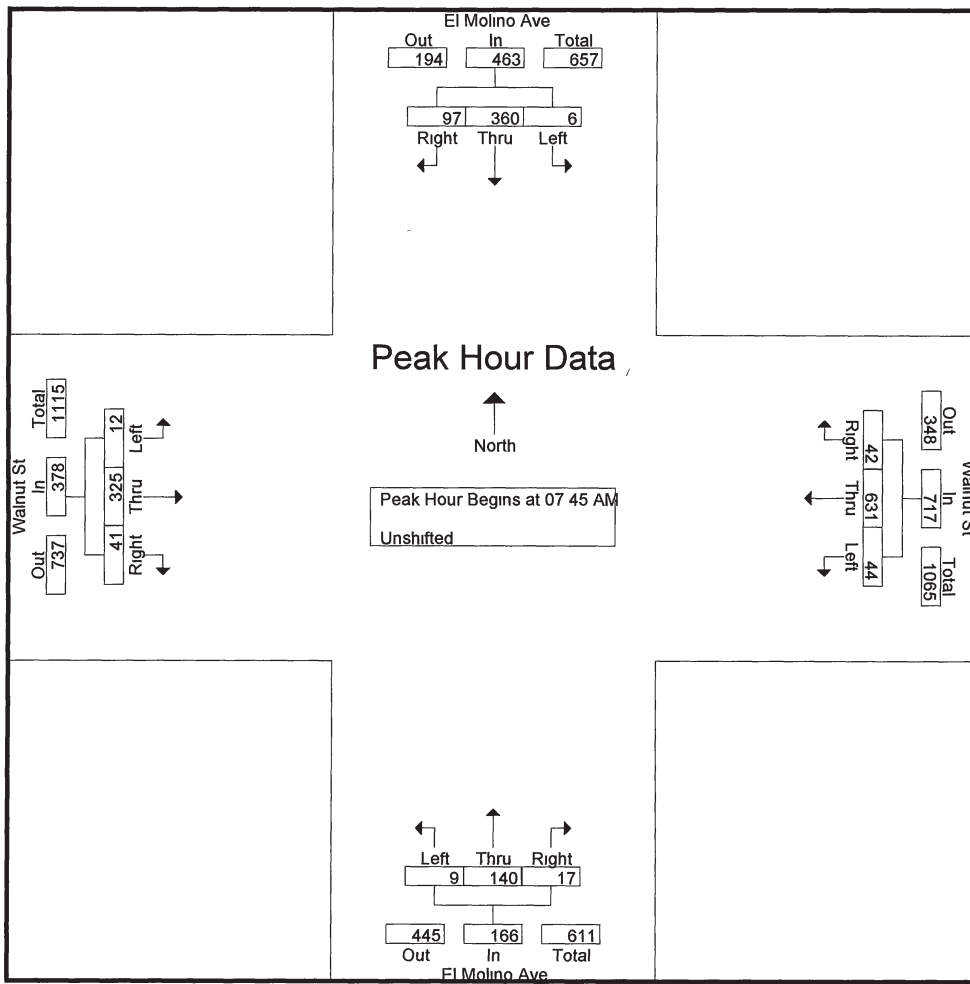 El Molino Ave
Out In Total
194 463 657
97 360 6
Right Thru Left
Peak Hour Data
North
Peak Hour Begins at 07 45 AM
Unshifted
Walnut St
Total In Out
1115 378 737
12 325 41
Left Thru Right
Right Thru Left
42 631 44
Out In Total
348 717 1065
Walnut St
Left Thru Right
9 140 17
445 166 611
Out In Total
El Molino Ave